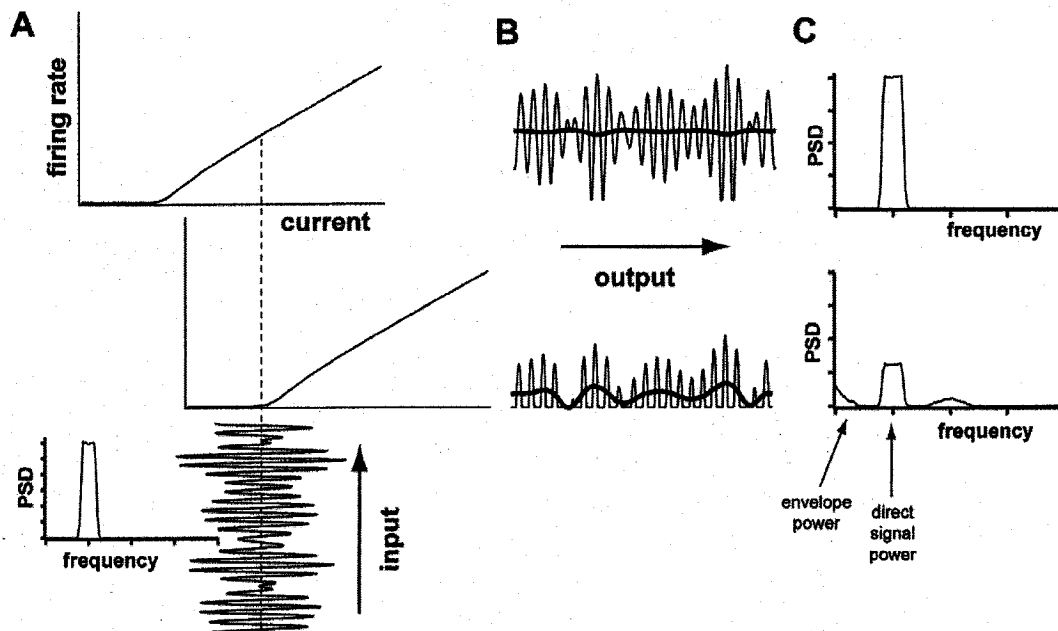 A
firing rate
current
PSD
frequency
input
B
output
C
PSD
frequency
PSD
frequency
envelope
power
direct
signal
power